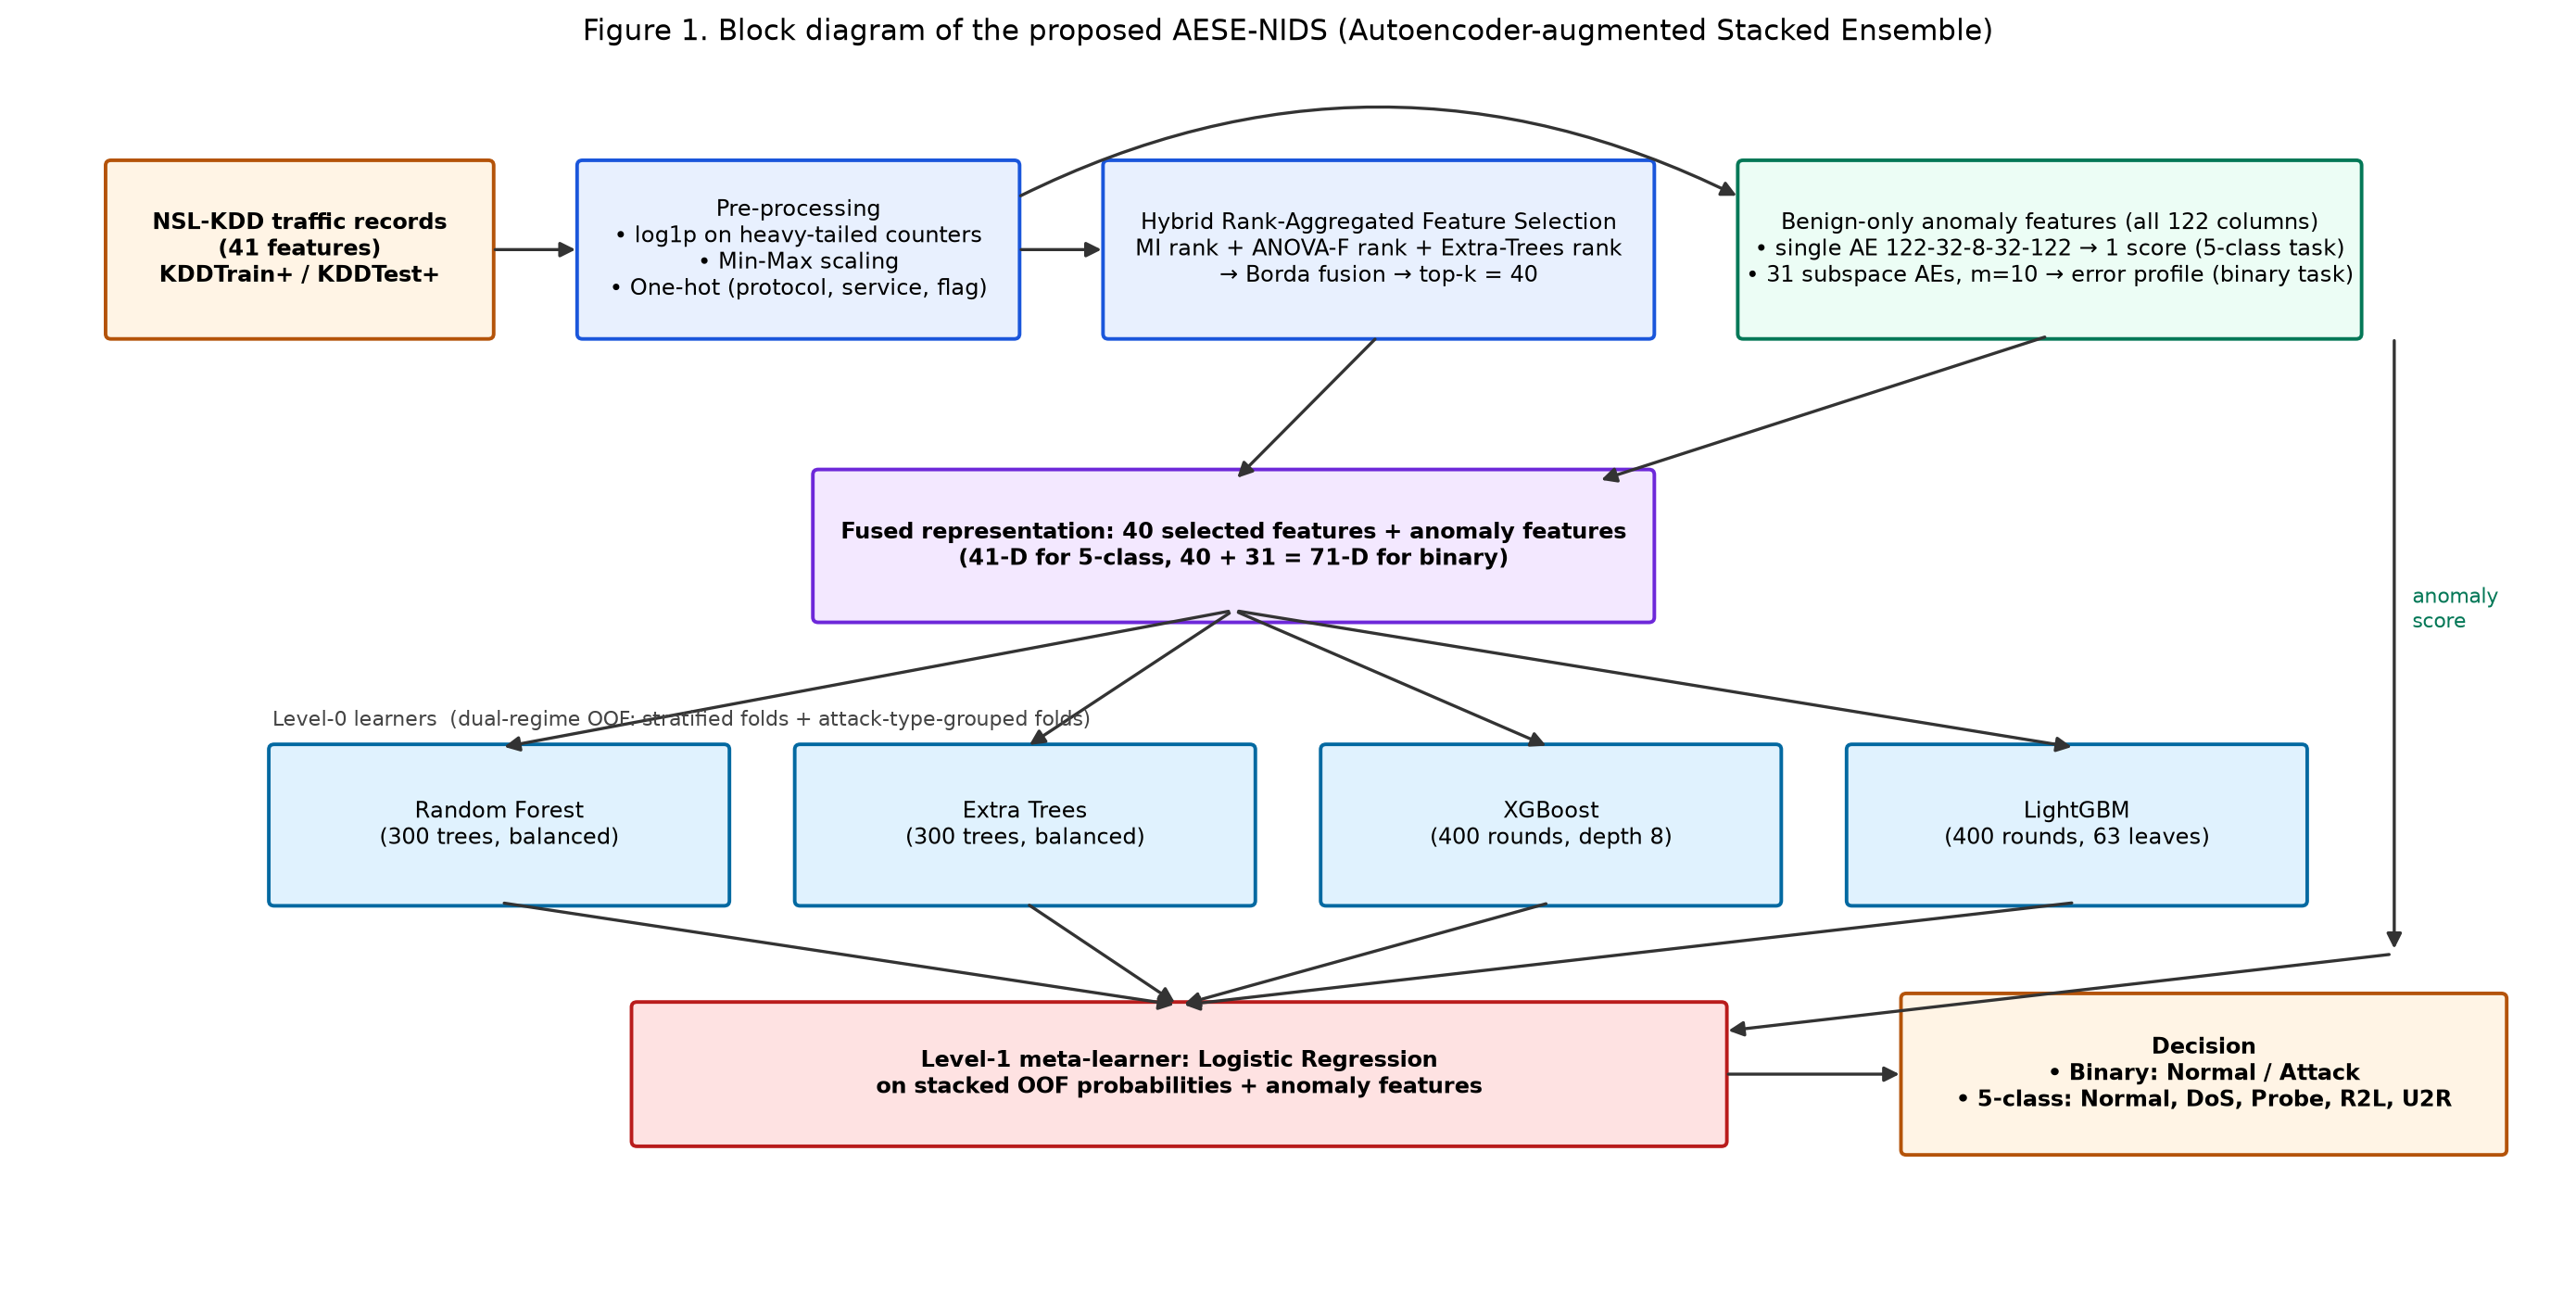 Figure 1. Block diagram of the proposed AESE-NIDS (Autoencoder-augmented Stacked Ensemble)
NSL-KDD traffic records
(41 features)
KDDTrain+ / KDDTest+
Pre-processing
• log1p on heavy-tailed counters
• Min-Max scaling
• One-hot (protocol, service, flag)
Hybrid Rank-Aggregated Feature Selection
MI rank + ANOVA-F rank + Extra-Trees rank
→ Borda fusion → top-k = 40
Benign-only anomaly features (all 122 columns)
• single AE 122-32-8-32-122 → 1 score (5-class task)
• 31 subspace AEs, m=10 → error profile (binary task)
Fused representation: 40 selected features + anomaly features
(41-D for 5-class, 40 + 31 = 71-D for binary)
anomaly
score
Level-0 learners (dual-regime OOF: stratified folds + attack-type-grouped folds)
Random Forest
(300 trees, balanced)
Extra Trees
(300 trees, balanced)
XGBoost
(400 rounds, depth 8)
LightGBM
(400 rounds, 63 leaves)
Level-1 meta-learner: Logistic Regression
on stacked OOF probabilities + anomaly features
Decision
• Binary: Normal / Attack
• 5-class: Normal, DoS, Probe, R2L, U2R